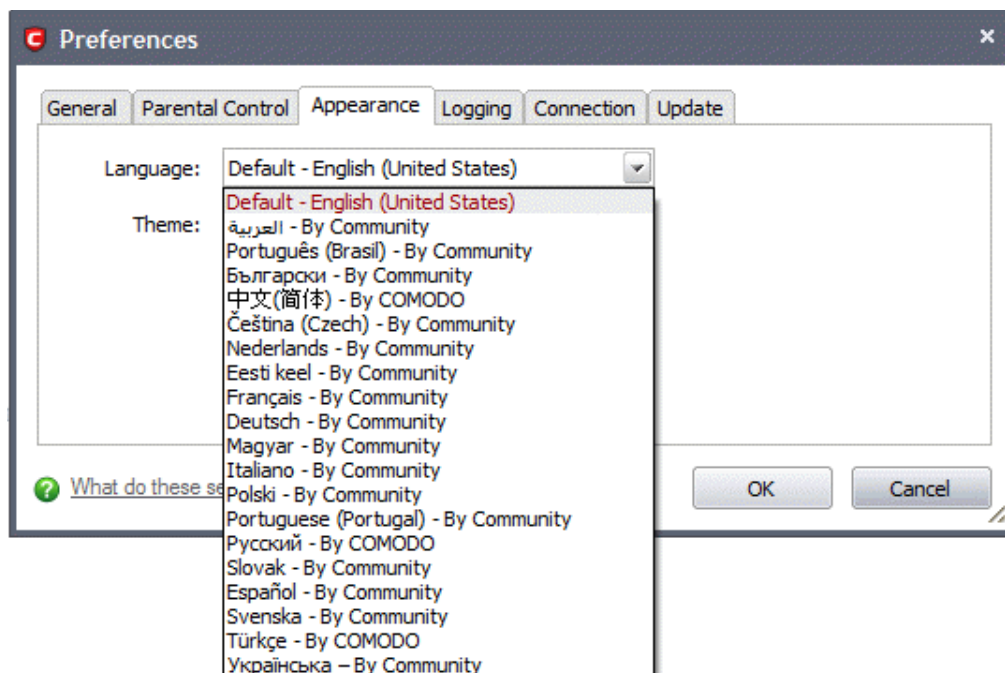 Preferences
General Parental Control Appearance Logging Connection Update
Language: Default - English (United States)
Default - English (United States)
Theme:
العربية - By Community
Português (Brasil) - By Community
Български - By Community
中文(简体) - By COMODO
Čeština (Czech) - By Community
Nederlands - By Community
Eesti keel - By Community
Français - By Community
Deutsch - By Community
Magyar - By Community
Italiano - By Community
What do these se
OK Cancel
Polski - By Community
Portuguese (Portugal) - By Community
Русский - By COMODO
Slovak - By Community
Español - By Community
Svenska - By Community
Türkçe - By COMODO
Українська – By Community